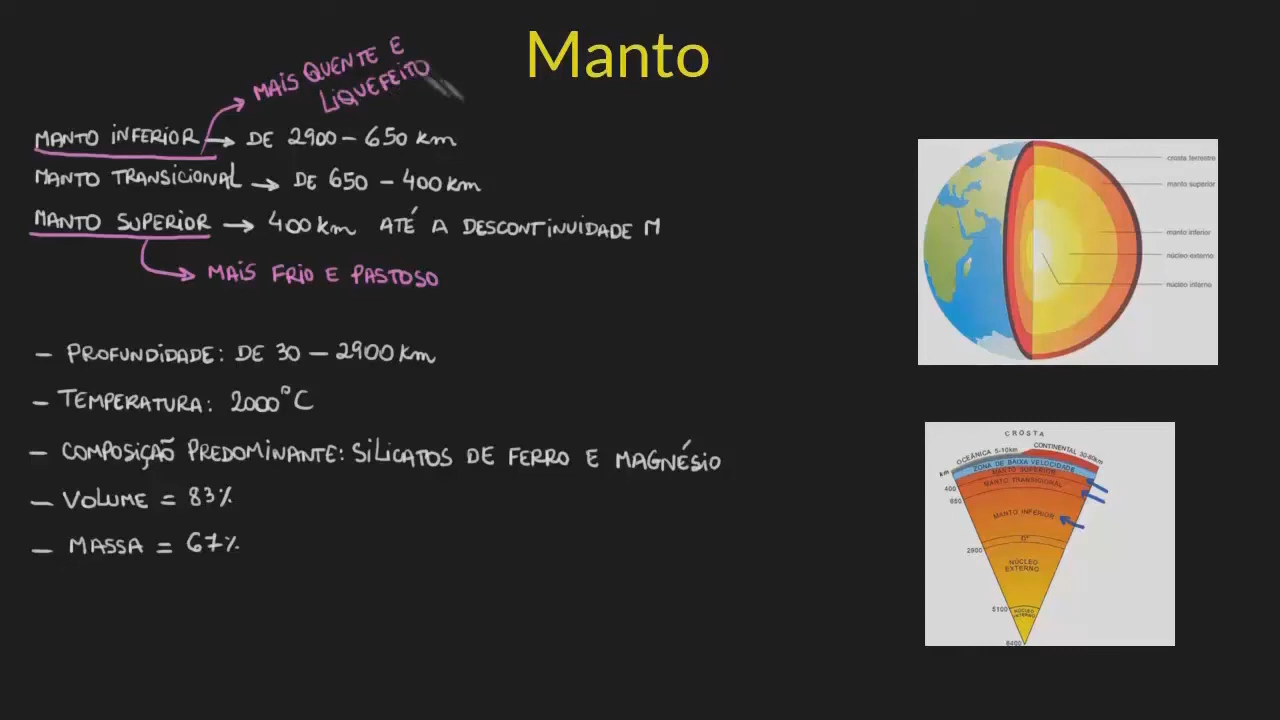 Manto
MAIS QUENTE E
LIQUEFEITO
MANTO INFERIOR → DE 2900 – 650 km
MANTO TRANSICIONAL → DE 650 – 400 km
MANTO SUPERIOR → 400 km ATÉ A DESCONTINUIDADE M
MAIS FRIO E PASTOSO
– PROFUNDIDADE: DE 30 – 2900 km
– TEMPERATURA: 2000°C
– COMPOSIÇÃO PREDOMINANTE: SILICATOS DE FERRO E MAGNÉSIO
– VOLUME = 83%
– MASSA = 67%
crosta terrestre
manto superior
manto inferior
núcleo externo
núcleo interno
CROSTA
OCEÂNICA 5-10km
CONTINENTAL 30-80km
km
ZONA DE BAIXA VELOCIDADE
MANTO SUPERIOR
400
MANTO TRANSICIONAL
650
MANTO INFERIOR
D"
2900
NÚCLEO
EXTERNO
5100
NÚCLEO
INTERNO
6400